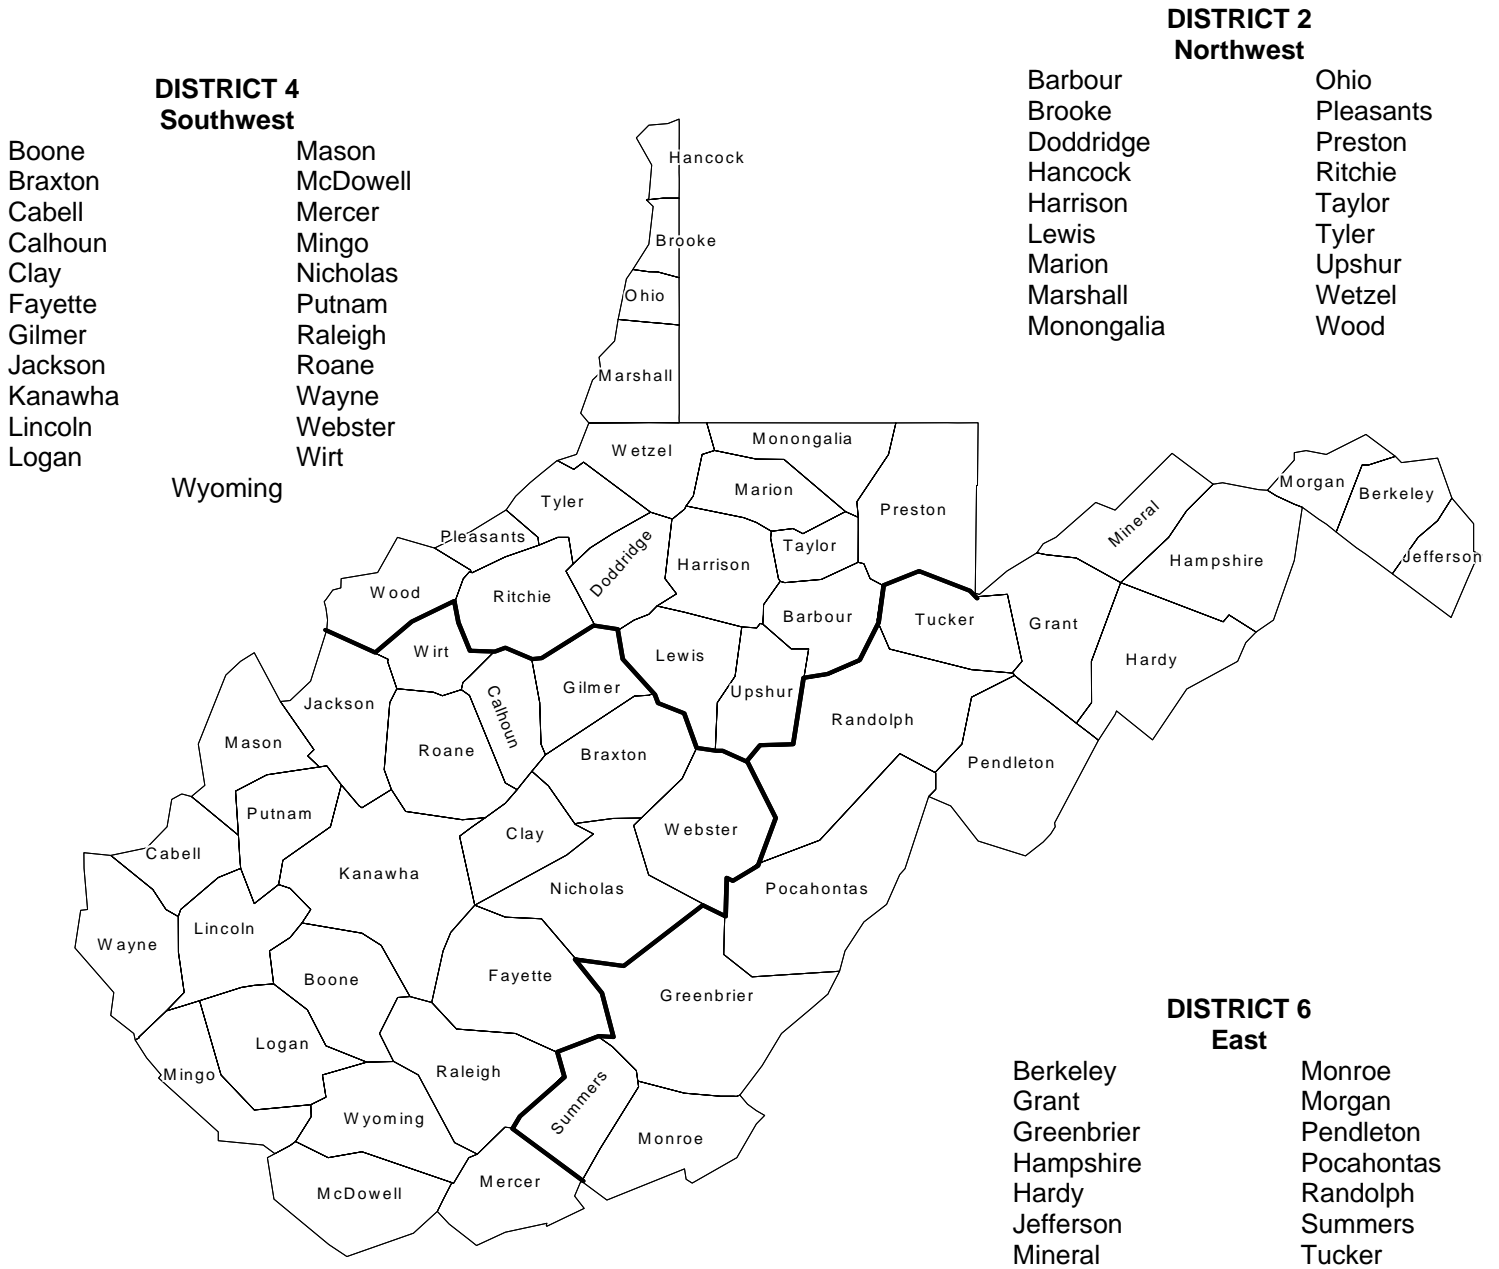 DISTRICT 2
Northwest
Barbour Ohio
Brooke Pleasants
Doddridge Preston
Hancock Ritchie
Harrison Taylor
Lewis Tyler
Marion Upshur
Marshall Wetzel
Monongalia Wood
DISTRICT 4
Southwest
Boone Mason
Braxton McDowell
Cabell Mercer
Calhoun Mingo
Clay Nicholas
Fayette Putnam
Gilmer Raleigh
Jackson Roane
Kanawha Wayne
Lincoln Webster
Logan Wirt
Wyoming
Hancock
Brooke
Ohio
Marshall
Wetzel
Monongalia
Marion
Preston
Tyler
Pleasants
Doddridge
Harrison
Taylor
Wood
Ritchie
Barbour
Tucker
Grant
Mineral
Hampshire
Morgan
Berkeley
Jefferson
Hardy
Wirt
Lewis
Gilmer
Upshur
Calhoun
Jackson
Randolph
Mason
Roane
Braxton
Pendleton
Putnam
Clay
Webster
Cabell
Kanawha
Nicholas
Pocahontas
Lincoln
Wayne
Boone
Fayette
Greenbrier
Logan
Mingo
Raleigh
Summers
Wyoming
Monroe
McDowell
Mercer
DISTRICT 6
East
Berkeley Monroe
Grant Morgan
Greenbrier Pendleton
Hampshire Pocahontas
Hardy Randolph
Jefferson Summers
Mineral Tucker